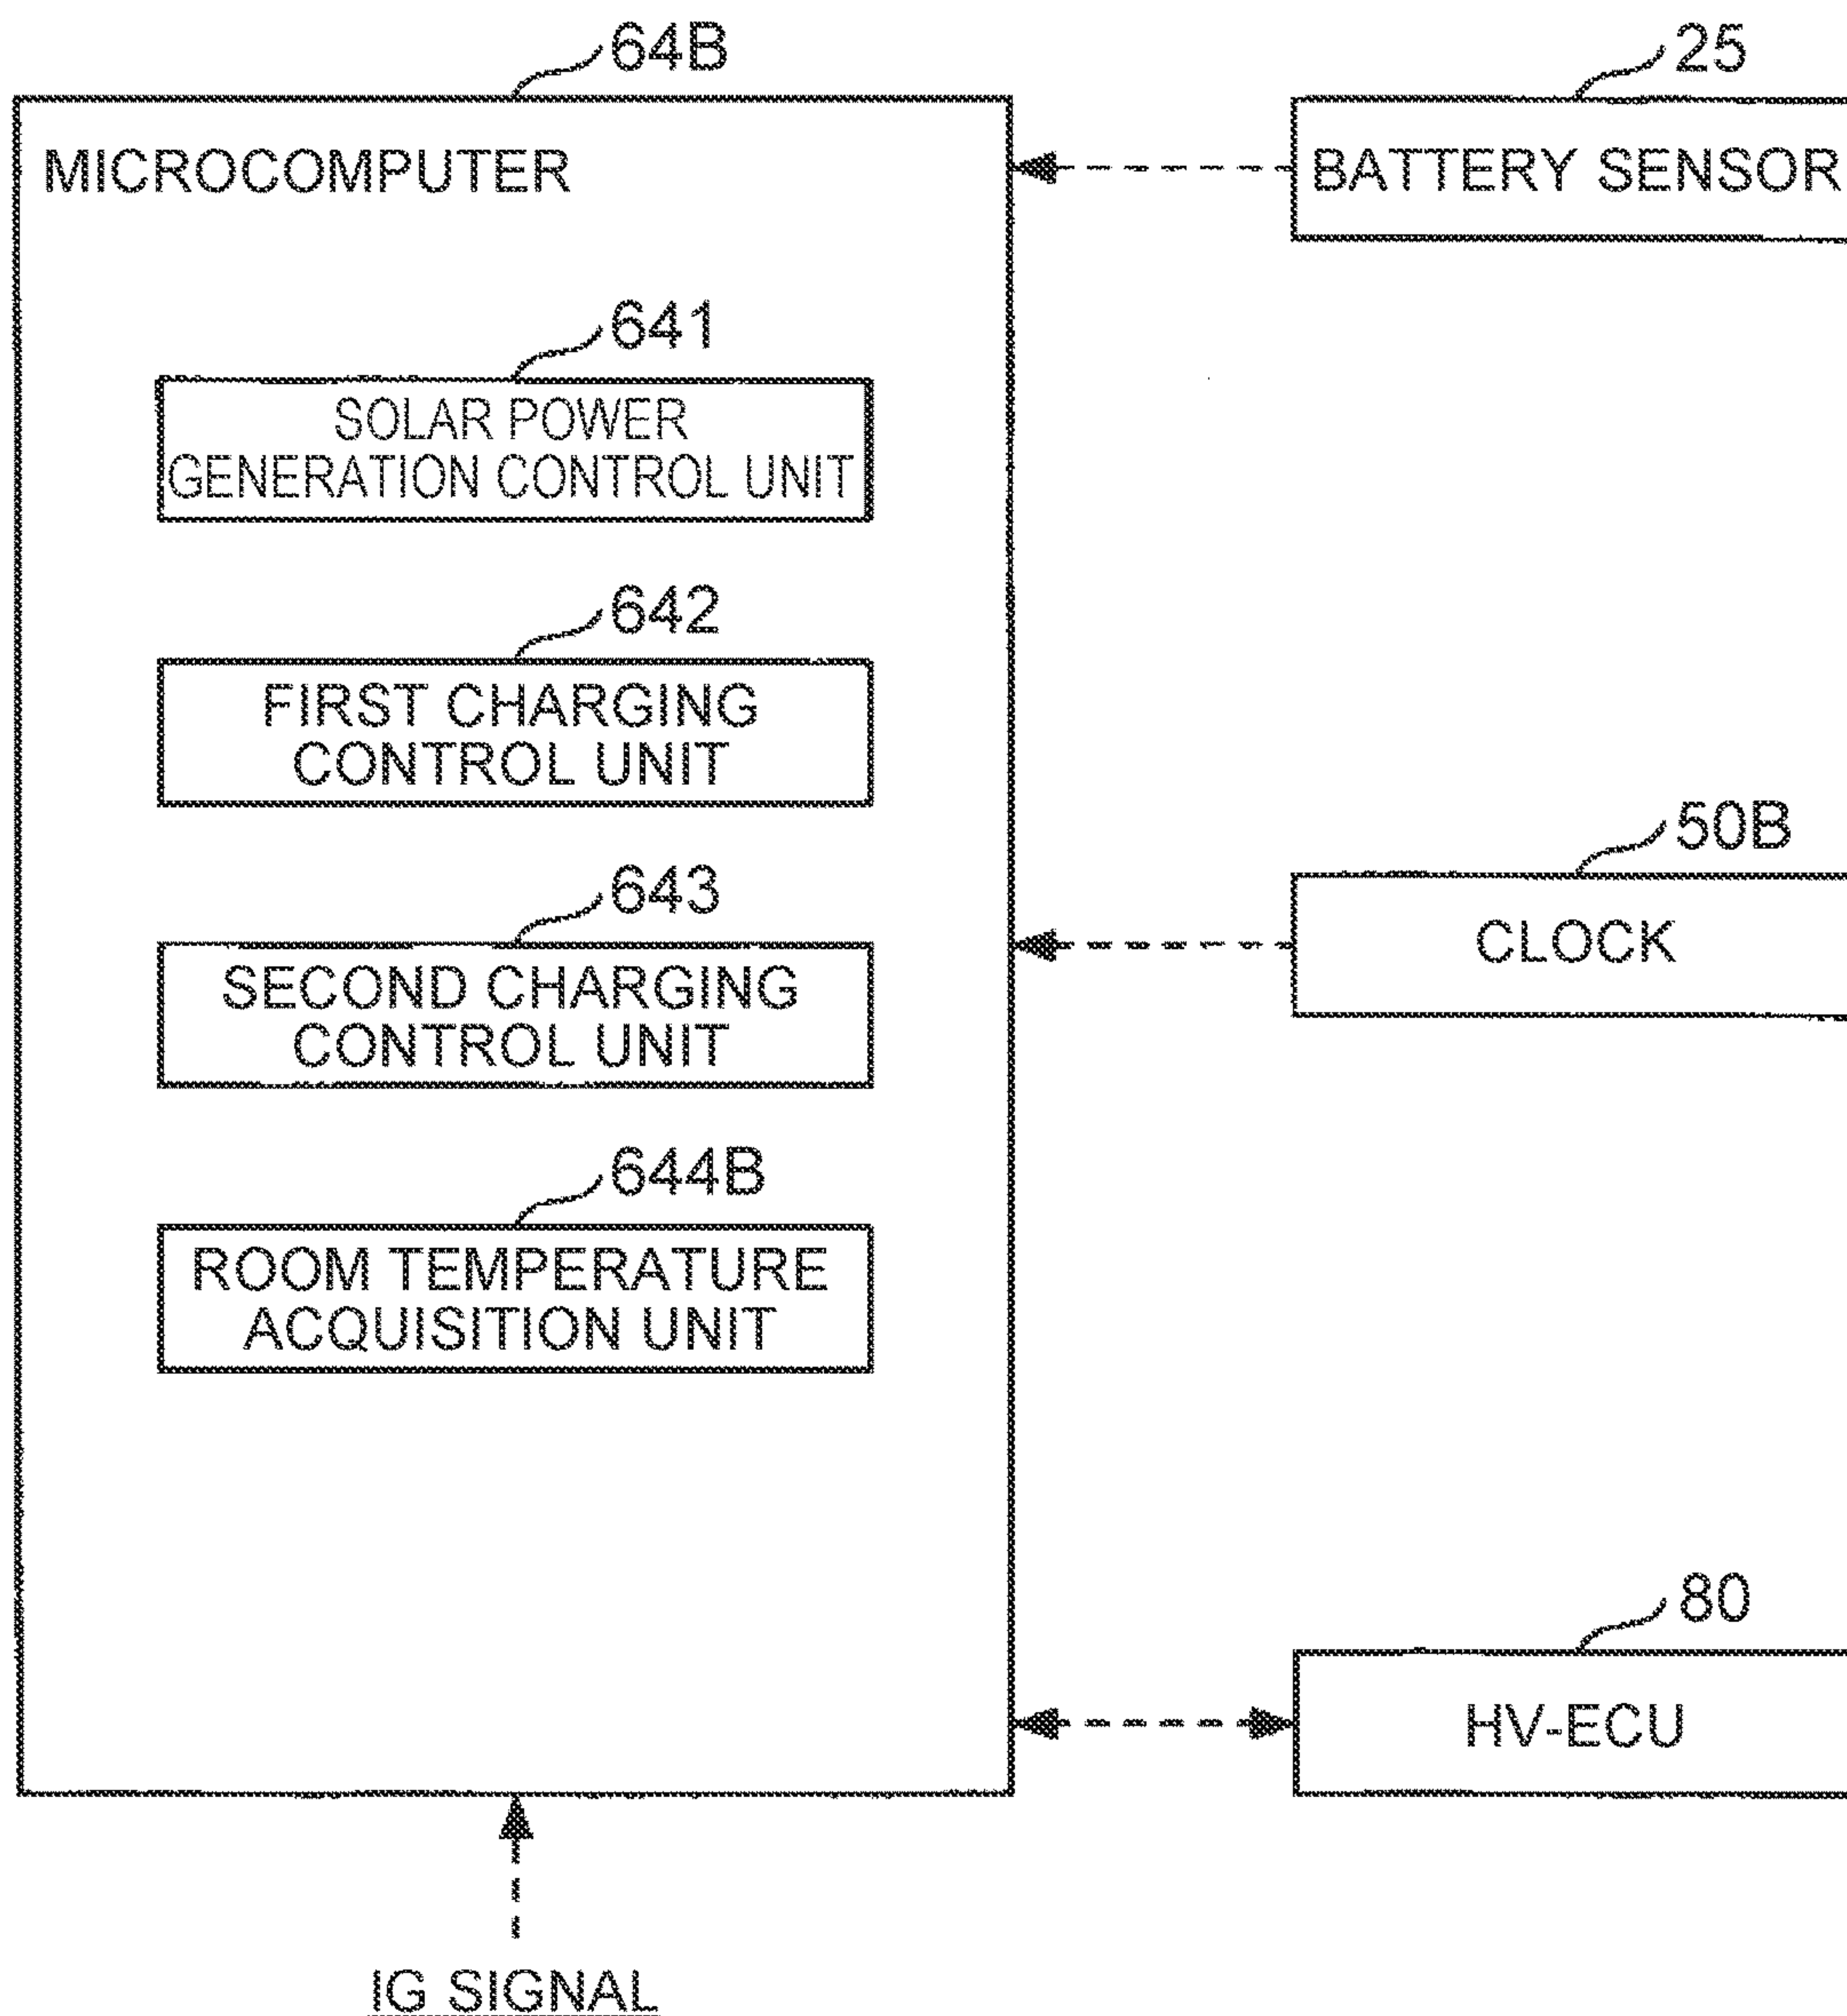 64B
MICROCOMPUTER
641
SOLAR POWER
GENERATION CONTROL UNIT
642
FIRST CHARGING
CONTROL UNIT
643
SECOND CHARGING
CONTROL UNIT
644B
ROOM TEMPERATURE
ACQUISITION UNIT
25
BATTERY SENSOR
50B
CLOCK
80
HV-ECU
IG SIGNAL